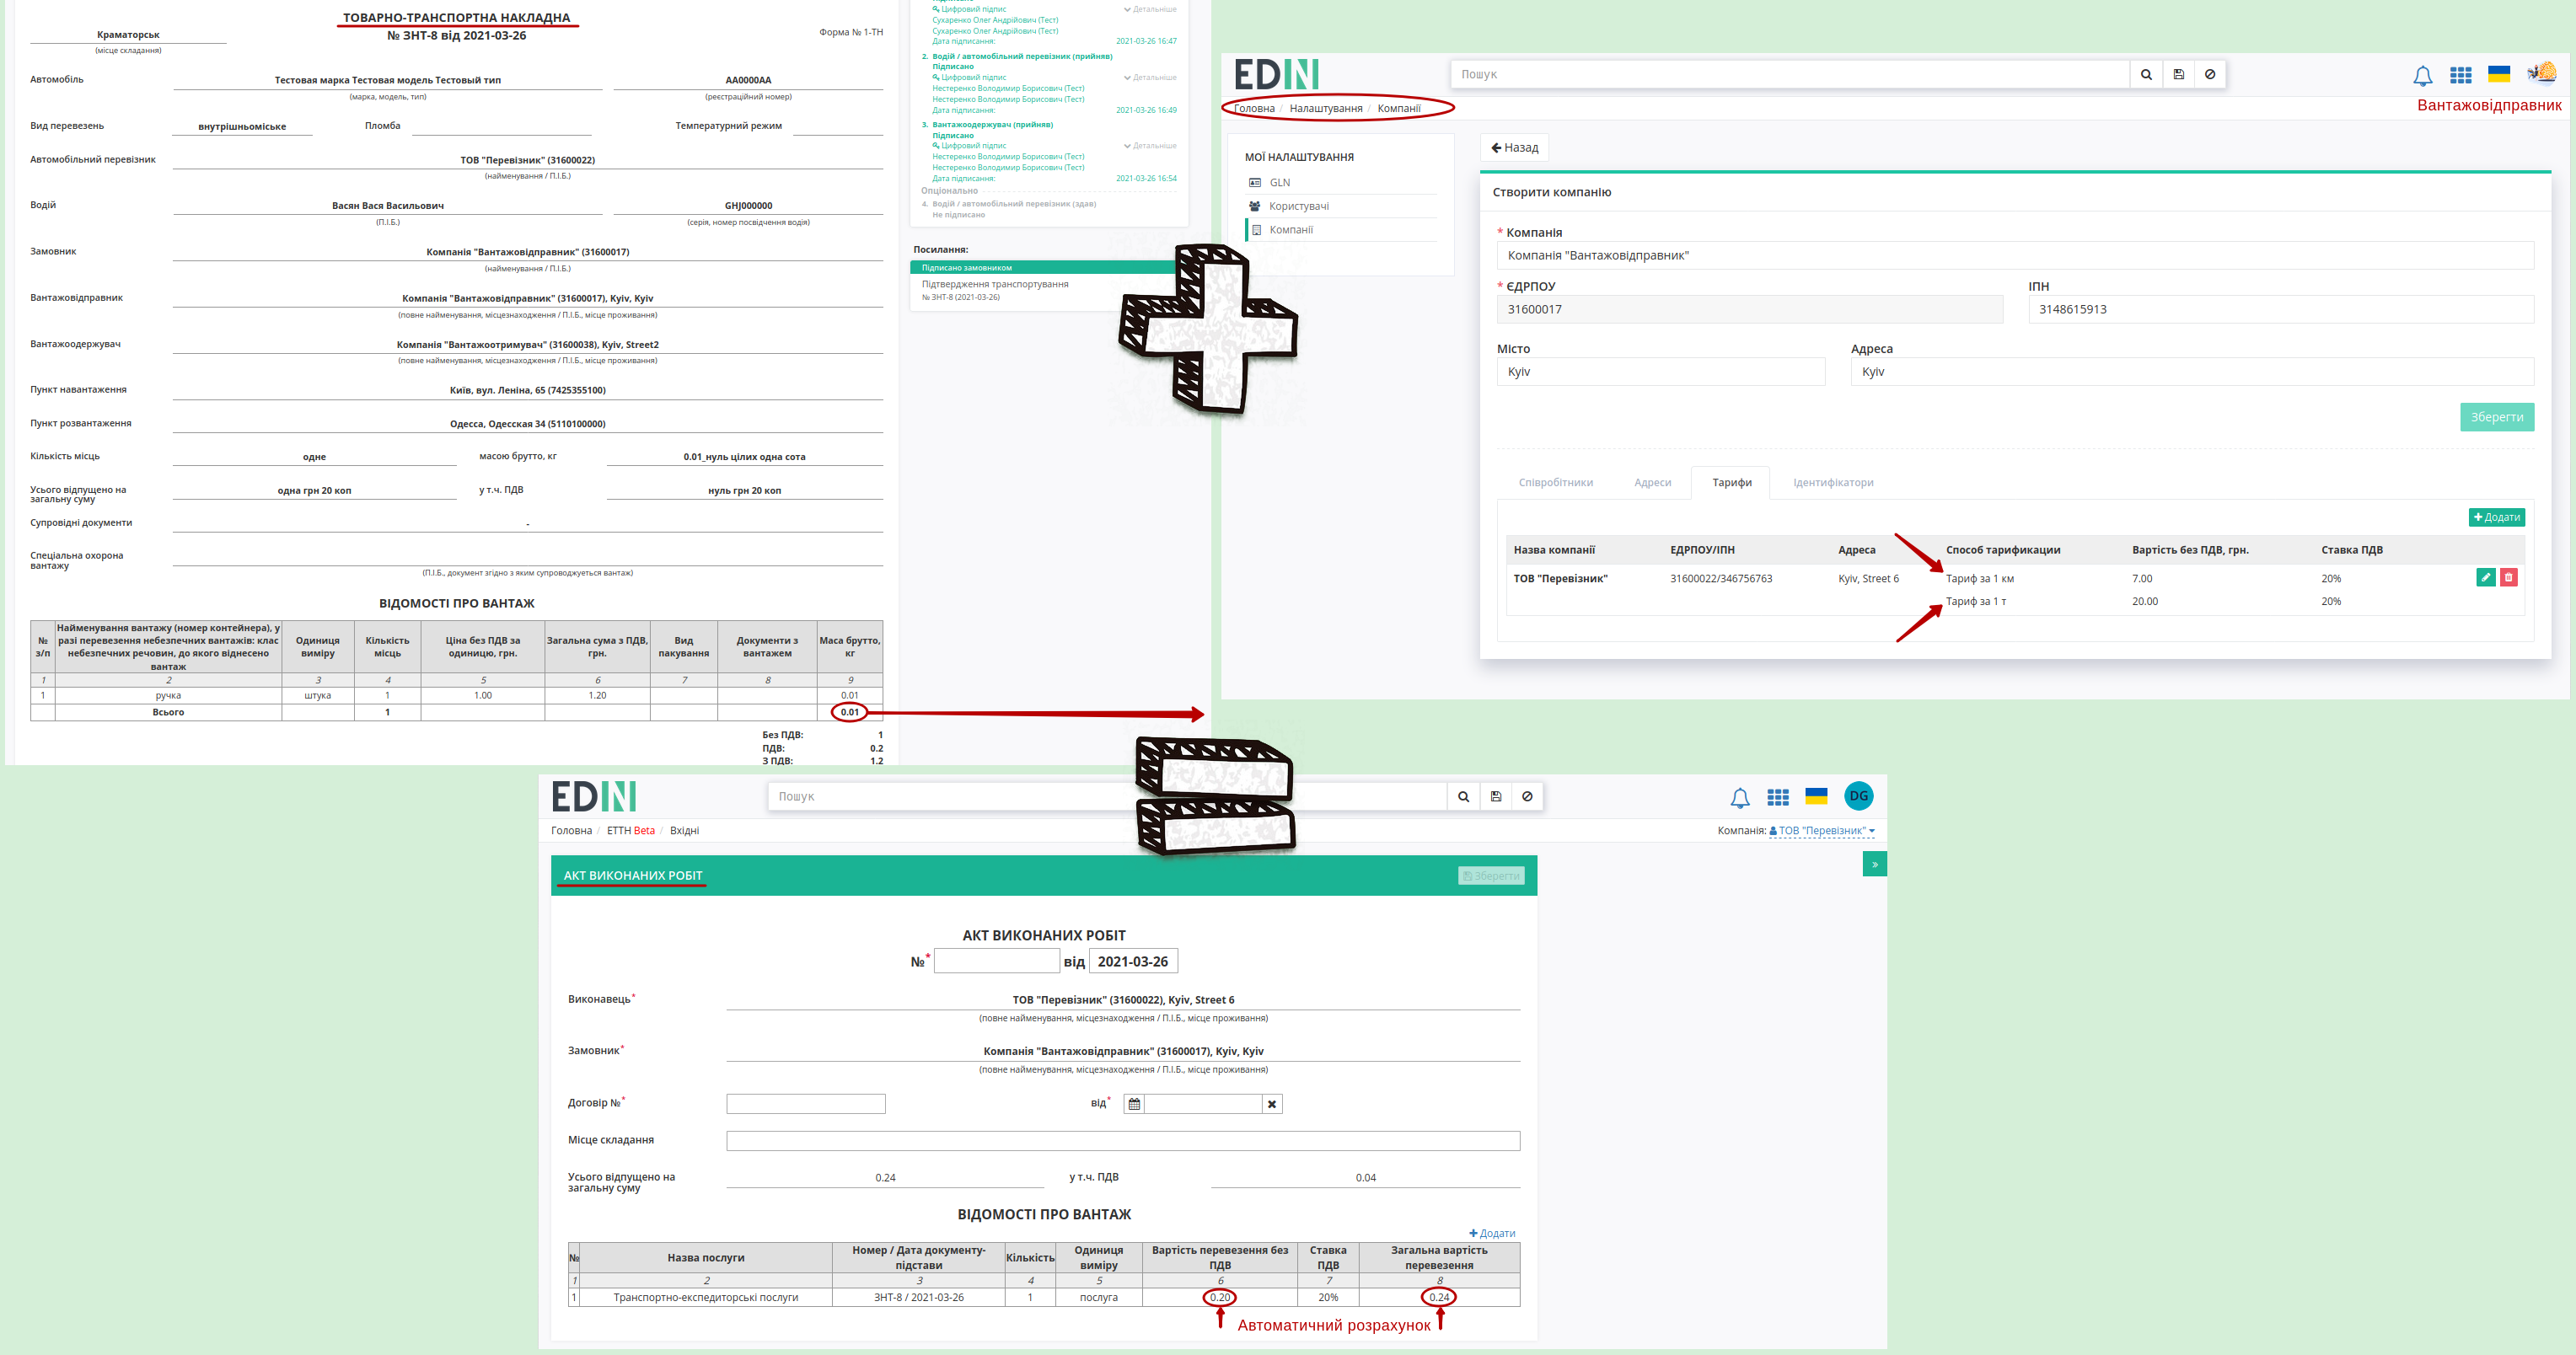 ТОВАРНО-ТРАНСПОРТНА НАКЛАДНА
№ ЗНТ-8 від 2021-03-26
Форма № 1-ТН
Краматорськ
(місце складання)
Автомобіль
Тестовая марка Тестовая модель Тестовый тип
АА0000АА
(марка, модель, тип)
(реєстраційний номер)
Вид перевезень
внутрішньоміське
Пломба
Температурний режим
Автомобільний перевізник
ТОВ "Перевізник" (31600022)
(найменування / П.І.Б.)
Водій
Васян Вася Васильович
GHJ000000
(П.І.Б.)
(серія, номер посвідчення водія)
Замовник
Компанія "Вантажовідправник" (31600017)
(найменування / П.І.Б.)
Вантажовідправник
Компанія "Вантажовідправник" (31600017), Kyiv, Kyiv
(повне найменування, місцезнаходження / П.І.Б., місце проживання)
Вантажоодержувач
Компанія "Вантажоотримувач" (31600038), Kyiv, Street2
(повне найменування, місцезнаходження / П.І.Б., місце проживання)
Пункт навантаження
Київ, вул. Леніна, 65 (7425355100)
Пункт розвантаження
Одесса, Одесская 34 (5110100000)
Кількість місць
одне
масою брутто, кг
0.01_нуль цілих одна сота
Усього відпущено на
загальну суму
одна грн 20 коп
у т.ч. ПДВ
нуль грн 20 коп
Супровідні документи
-
Спеціальна охорона
вантажу
(П.І.Б., документ згідно з яким супроводжується вантаж)
ВІДОМОСТІ ПРО ВАНТАЖ
№ з/п
Найменування вантажу (номер контейнера), у
разі перевезення небезпечних вантажів: клас
небезпечних речовин, до якого віднесено
вантаж
Одиниця виміру
Кількість місць
Ціна без ПДВ за одиницю, грн.
Загальна сума з ПДВ, грн.
Вид пакування
Документи з вантажем
Маса брутто, кг
1 2 3 4 5 6 7 8 9
1 ручка штука 1 1.00 1.20 0.01
Всього 1 0.01
Без ПДВ: 1
ПДВ: 0.2
З ПДВ: 1.2
Цифровий підпис
Детальніше
Сухаренко Олег Андрійович (Тест)
Сухаренко Олег Андрійович (Тест)
Дата підписання: 2021-03-26 16:47
2. Водій / автомобільний перевізник (прийняв)
Підписано
Цифровий підпис
Детальніше
Нестеренко Володимир Борисович (Тест)
Нестеренко Володимир Борисович (Тест)
Дата підписання: 2021-03-26 16:49
3. Вантажоодержувач (прийняв)
Підписано
Цифровий підпис
Детальніше
Нестеренко Володимир Борисович (Тест)
Нестеренко Володимир Борисович (Тест)
Дата підписання: 2021-03-26 16:54
Опціонально
4. Водій / автомобільний перевізник (здав)
Не підписано
Посилання:
Підписано замовником
Підтвердження транспортування
№ ЗНТ-8 (2021-03-26)
EDIN
Пошук
Головна / Налаштування / Компанії
Вантажовідправник
МОЇ НАЛАШТУВАННЯ
GLN
Користувачі
Компанії
Назад
Створити компанію
* Компанія
Компанія "Вантажовідправник"
* ЄДРПОУ
31600017
ІПН
3148615913
Місто
Kyiv
Адреса
Kyiv
Зберегти
Співробітники
Адреси
Тарифи
Ідентифікатори
Додати
Назва компанії ЕДРПОУ/ІПН Адреса Способ тарификации Вартість без ПДВ, грн. Ставка ПДВ
ТОВ "Перевізник" 31600022/346756763 Kyiv, Street 6 Тариф за 1 км 7.00 20%
Тариф за 1 т 20.00 20%
EDIN
Пошук
DG
Головна / ЕТТН Beta / Вхідні
Компанія: ТОВ "Перевізник"
»
АКТ ВИКОНАНИХ РОБІТ
Зберегти
АКТ ВИКОНАНИХ РОБІТ
№* від 2021-03-26
Виконавець*
ТОВ "Перевізник" (31600022), Kyiv, Street 6
(повне найменування, місцезнаходження / П.І.Б., місце проживання)
Замовник*
Компанія "Вантажовідправник" (31600017), Kyiv, Kyiv
(повне найменування, місцезнаходження / П.І.Б., місце проживання)
Договір №*
від*
Місце складання
Усього відпущено на
загальну суму
0.24
у т.ч. ПДВ
0.04
ВІДОМОСТІ ПРО ВАНТАЖ
Додати
№
Назва послуги
Номер / Дата документу-підстави
Кількість
Одиниця виміру
Вартість перевезення без ПДВ
Ставка ПДВ
Загальна вартість перевезення
1 2 3 4 5 6 7 8
1 Транспортно-експедиторські послуги ЗНТ-8 / 2021-03-26 1 послуга 0.20 20% 0.24
Автоматичний розрахунок